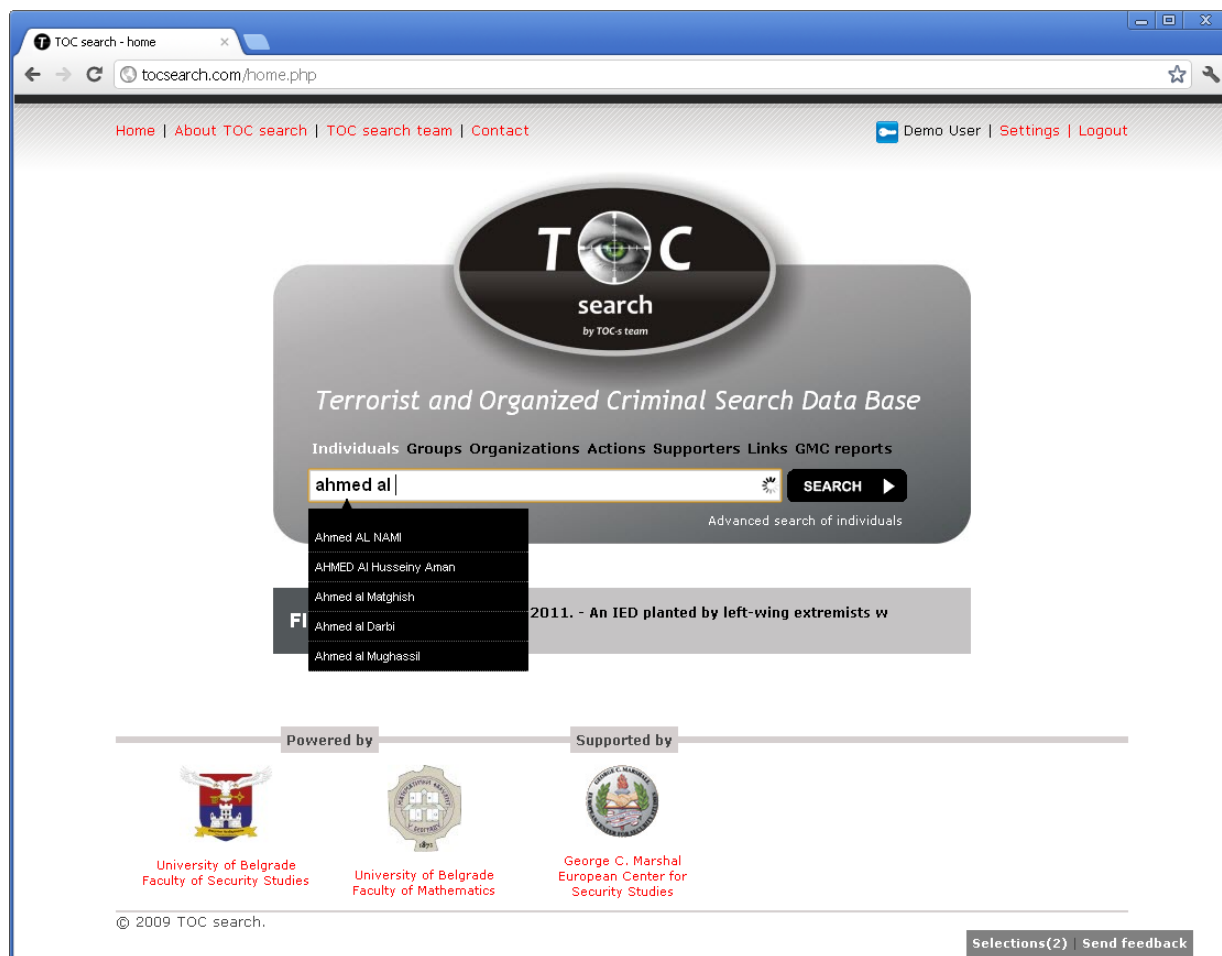 TOC search - home
tocsearch.com/home.php
Home | About TOC search | TOC search team | Contact
Demo User | Settings | Logout
T C
search
by TOC-s team
Terrorist and Organized Criminal Search Data Base
Individuals Groups Organizations Actions Supporters Links GMC reports
ahmed al
SEARCH
Advanced search of individuals
Ahmed AL NAMI
AHMED Al Husseiny Aman
Ahmed al Matghish
Ahmed al Darbi
Ahmed al Mughassil
FI
2011. - An IED planted by left-wing extremists w
Powered by
Supported by
University of Belgrade
Faculty of Security Studies
University of Belgrade
Faculty of Mathematics
George C. Marshal
European Center for
Security Studies
© 2009 TOC search.
Selections(2) | Send feedback